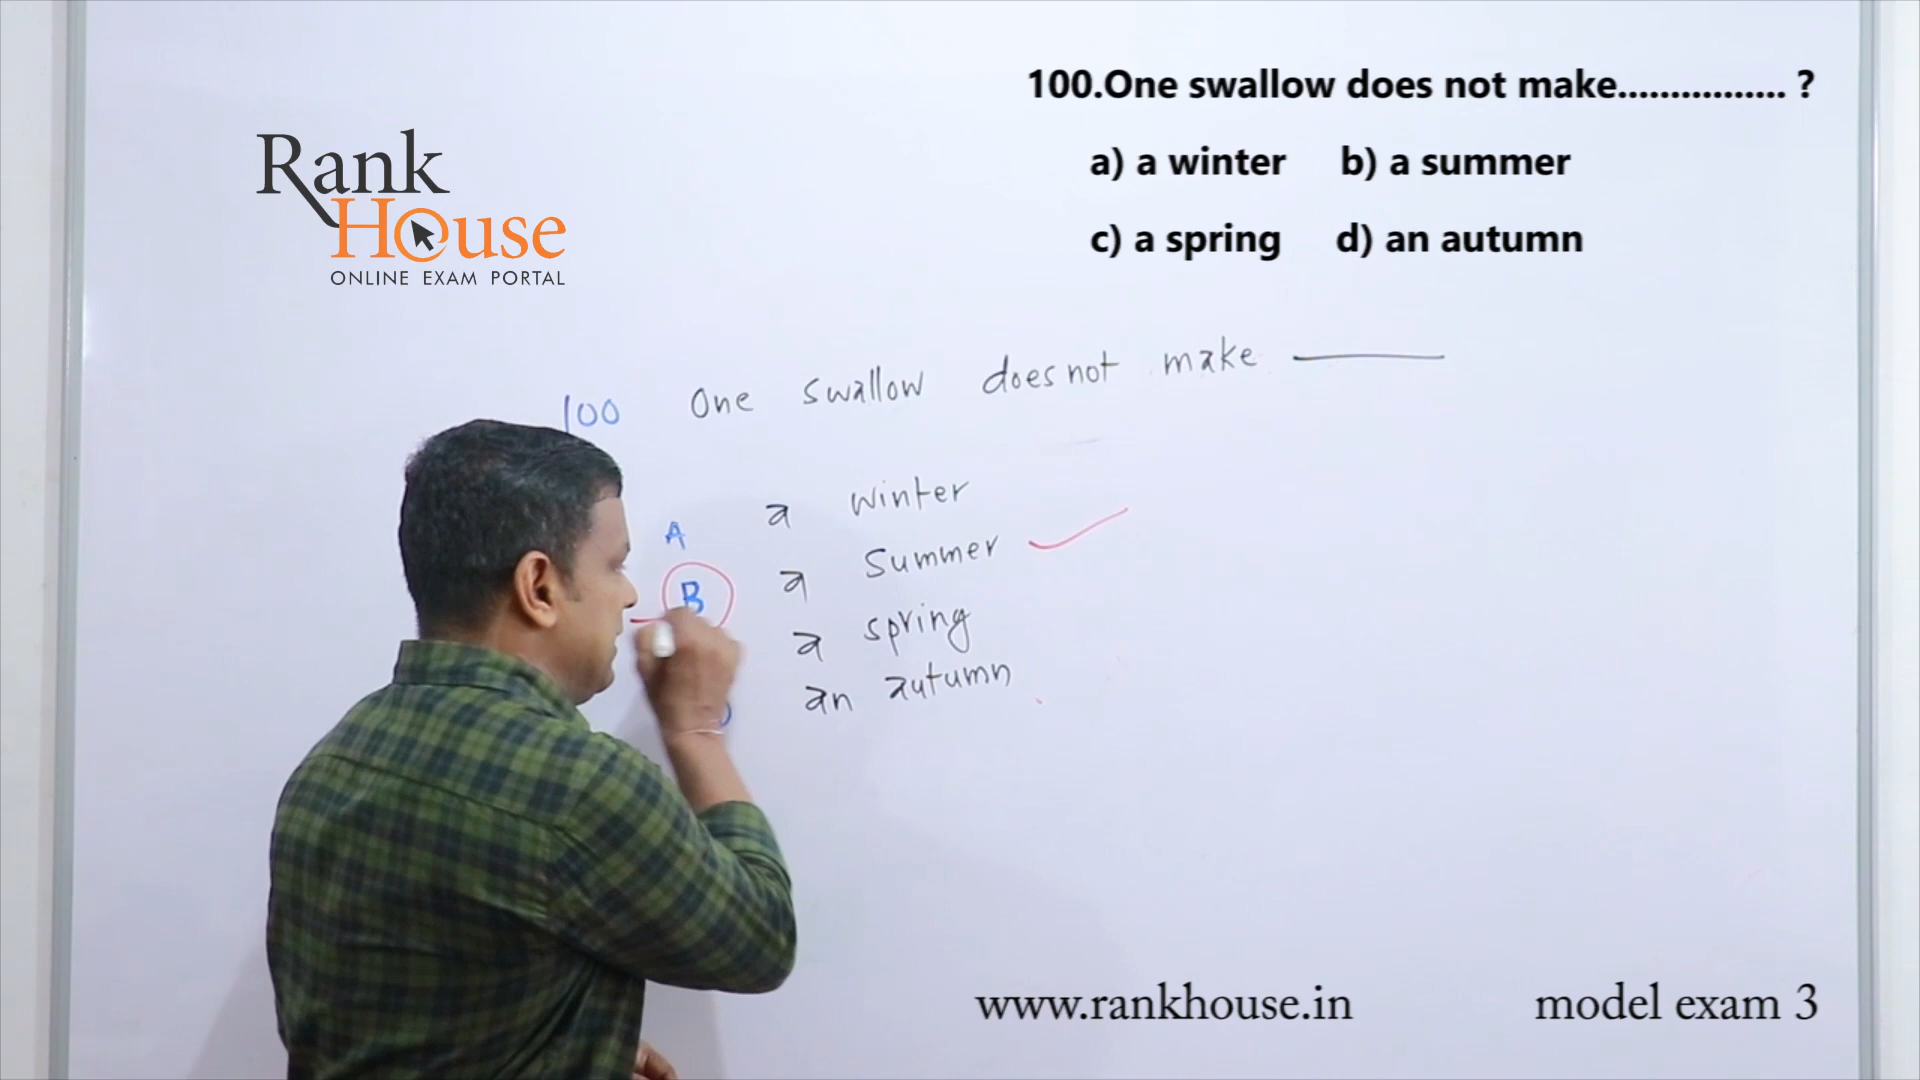 100.One swallow does not make................ ?
a) a winter b) a summer
c) a spring d) an autumn
Rank
House
ONLINE EXAM PORTAL
100 One swallow does not make
A a winter
B a summer
a spring
an autumn
www.rankhouse.in model exam 3